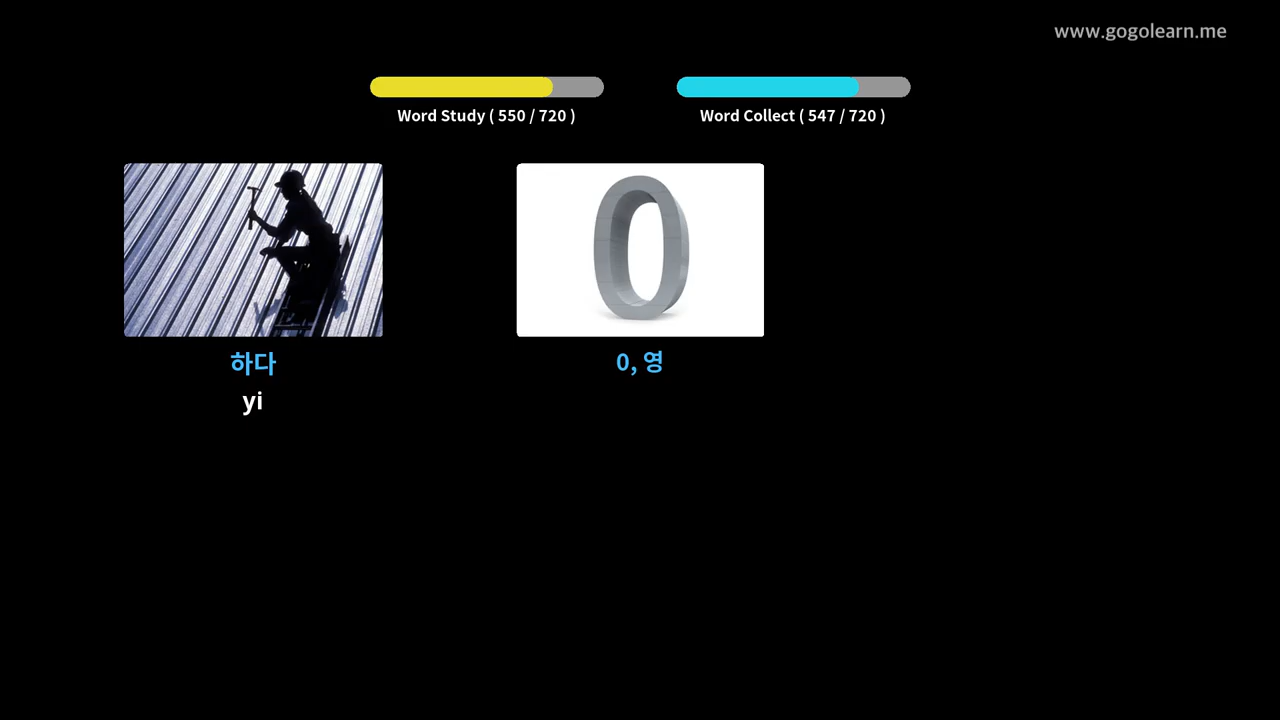 www.gogolearn.me
Word Study ( 550 / 720 )
Word Collect ( 547 / 720 )
하다
yi
0, 영